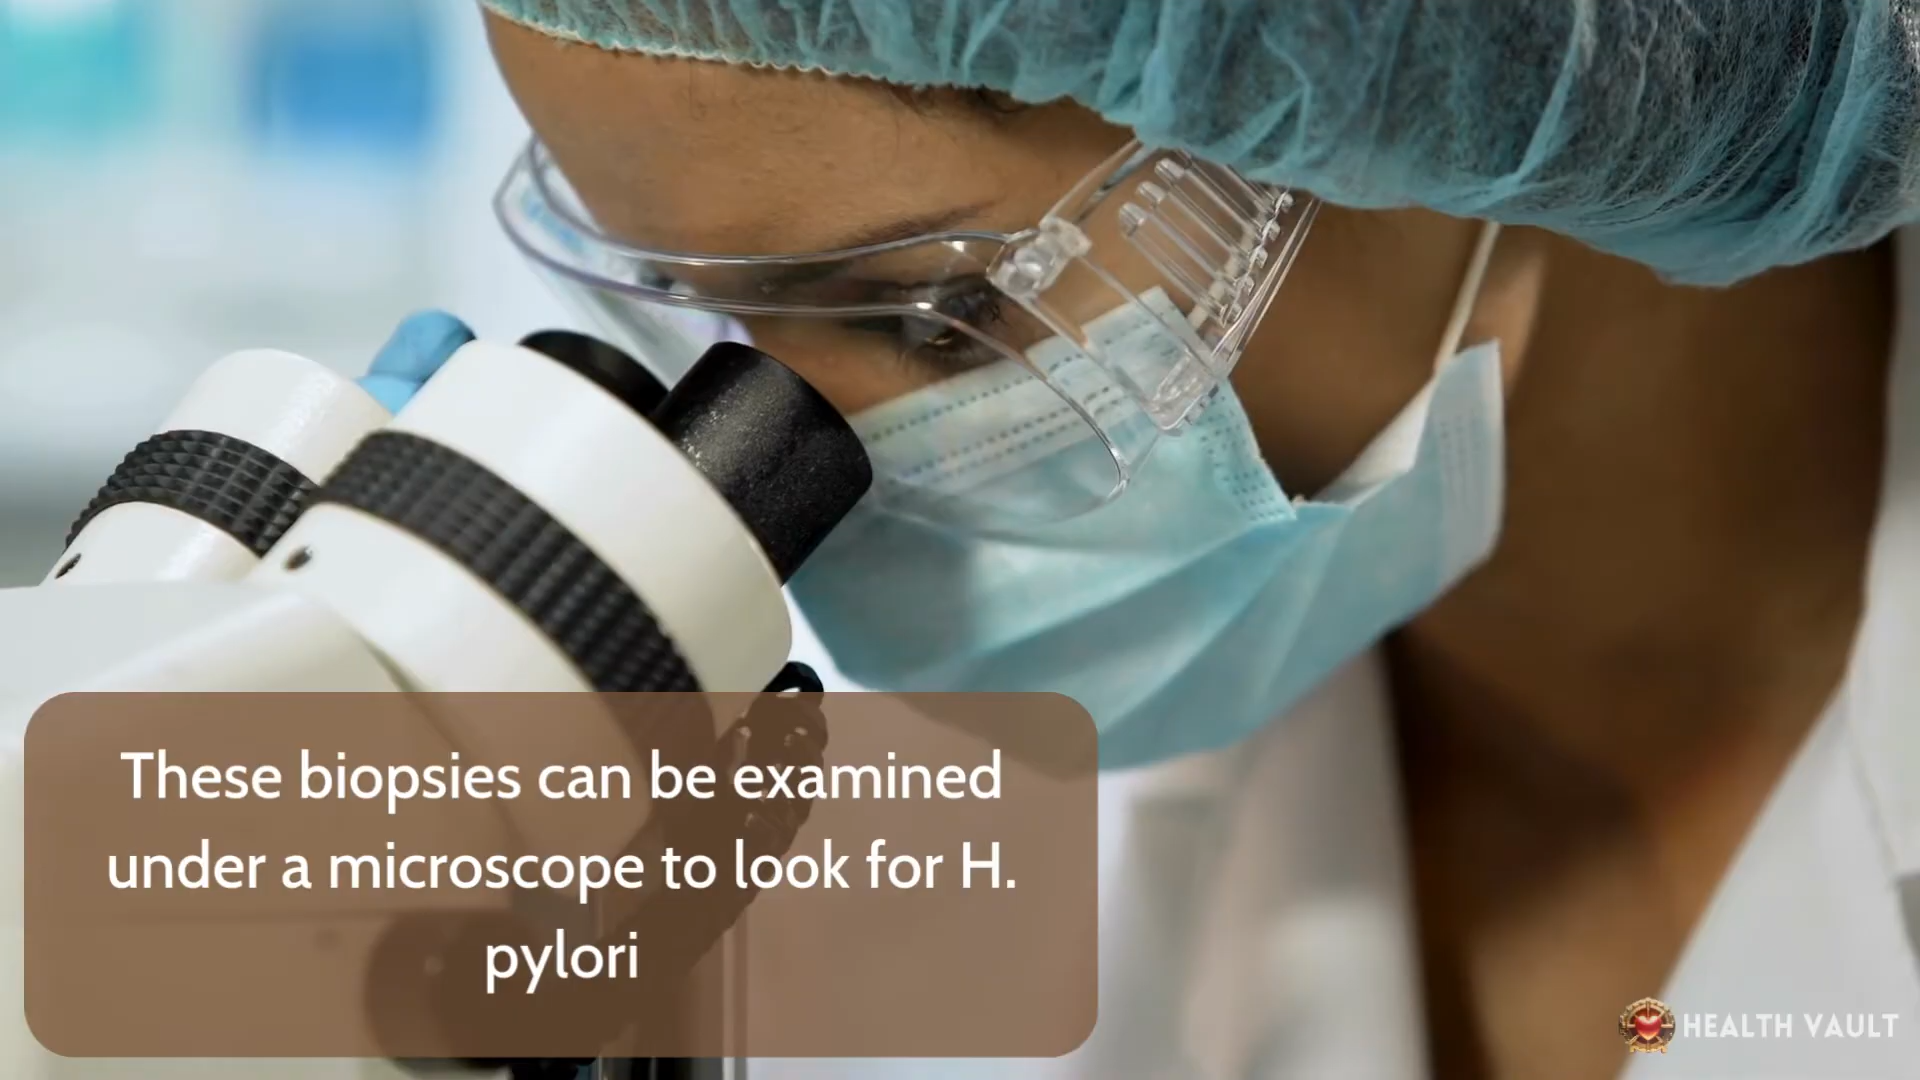 These biopsies can be examined
under a microscope to look for H.
pylori
HEALTH VAULT